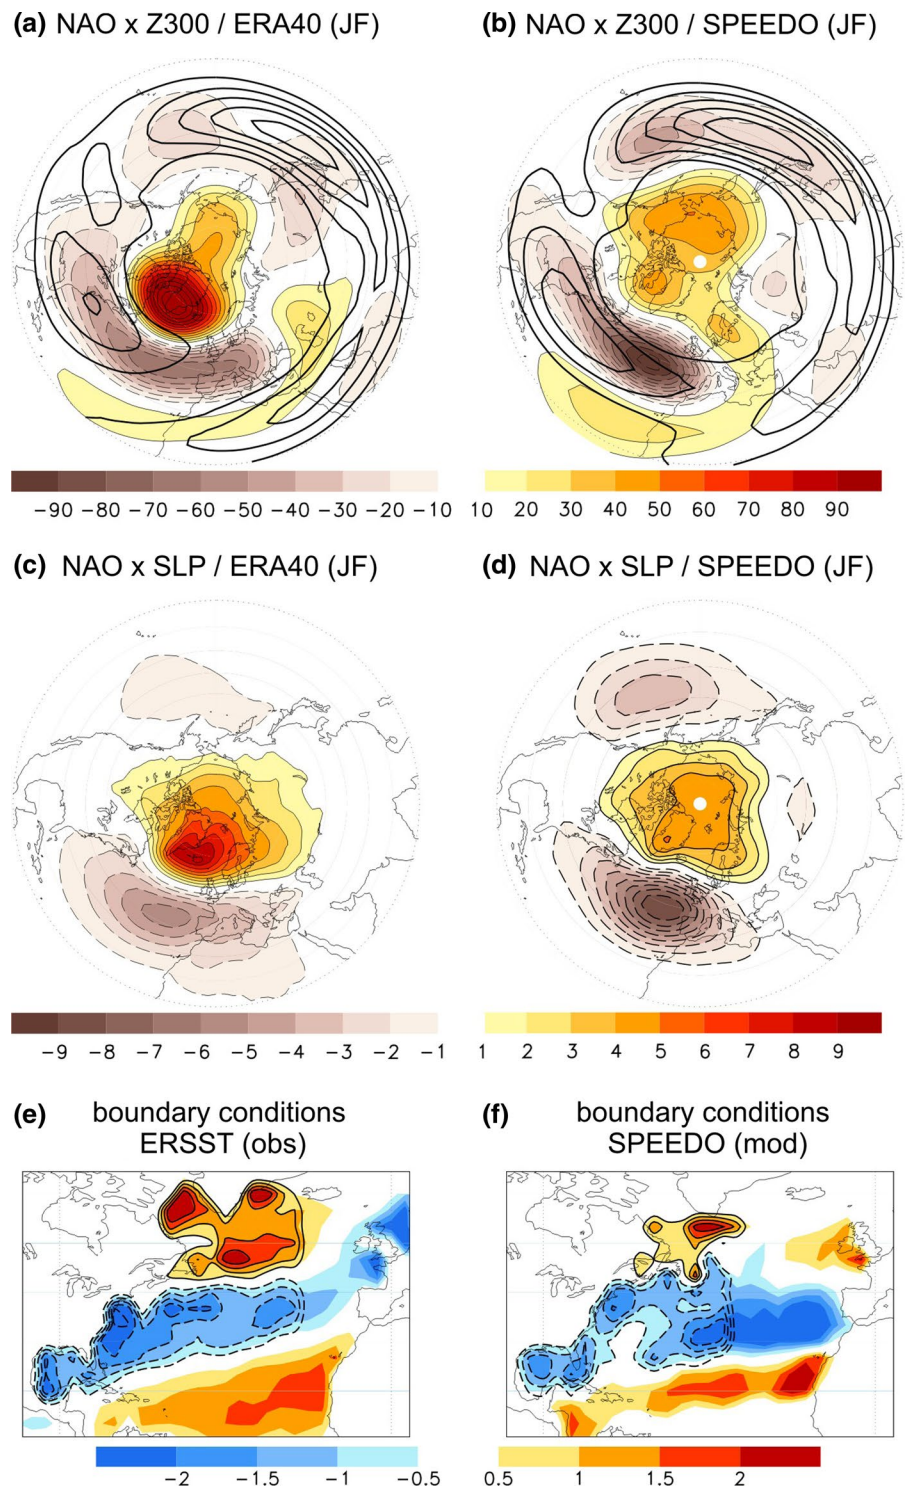 (a) NAO x Z300 / ERA40 (JF)
(b) NAO x Z300 / SPEEDO (JF)
−90 −80 −70 −60 −50 −40 −30 −20 −10
10 20 30 40 50 60 70 80 90
(c) NAO x SLP / ERA40 (JF)
(d) NAO x SLP / SPEEDO (JF)
−9 −8 −7 −6 −5 −4 −3 −2 −1
1 2 3 4 5 6 7 8 9
(e) boundary conditions
ERSST (obs)
(f) boundary conditions
SPEEDO (mod)
−2 −1.5 −1 −0.5
0.5 1 1.5 2